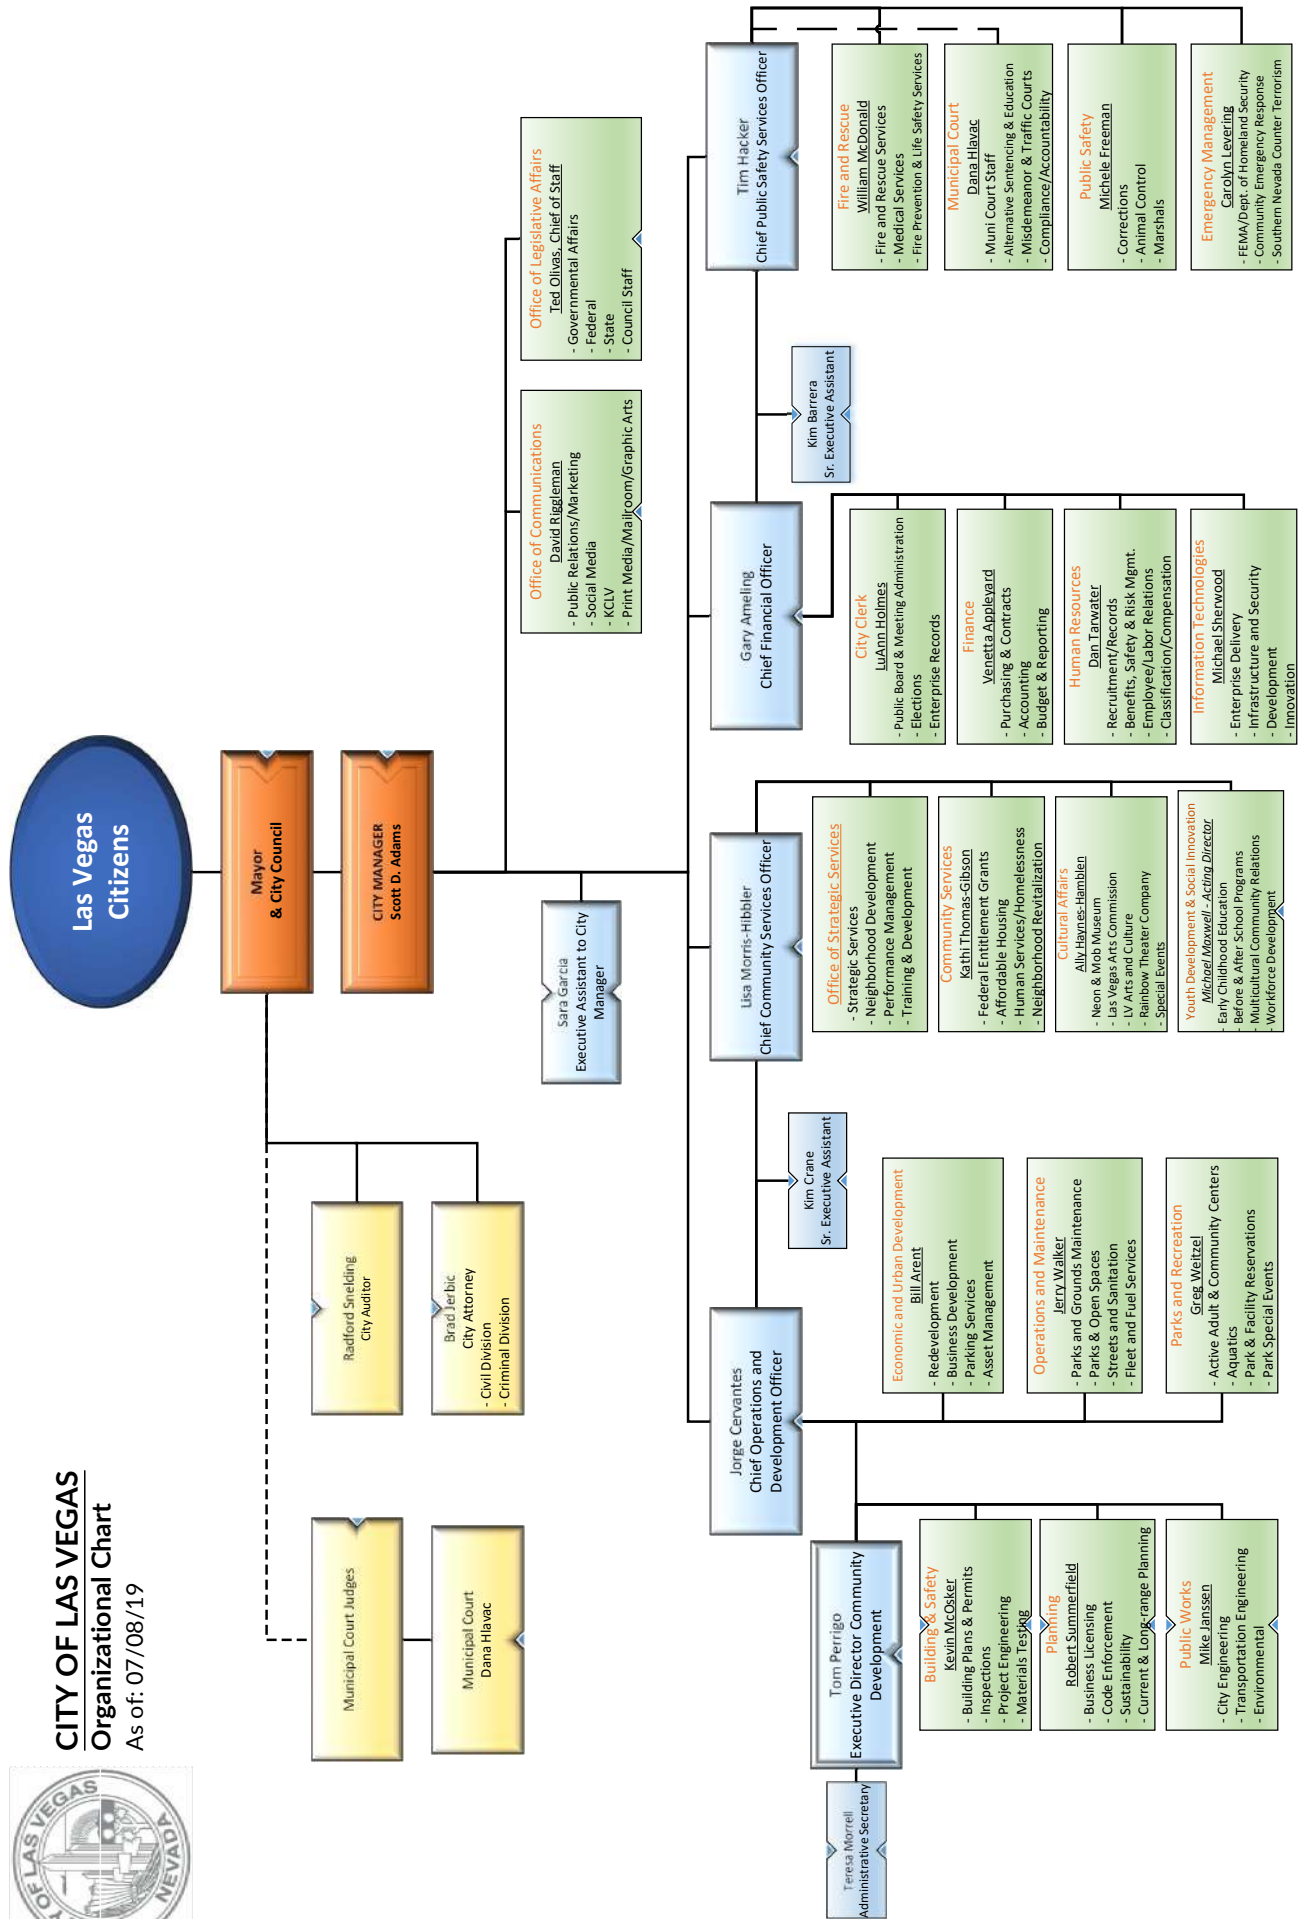 CITY OF LAS VEGAS
Organizational Chart
As of: 07/08/19
OF LAS VEGAS
NEVADA
Las Vegas
Citizens
Mayor
& City Council
CITY MANAGER
Scott D. Adams
Municipal Court Judges
Municipal Court
Dana Hlavac
Radford Snelding
City Auditor
Brad Jerbic
City Attorney
- Civil Division
- Criminal Division
Sara Garcia
Executive Assistant to City
Manager
Office of Communications
David Riggleman
- Public Relations/Marketing
- Social Media
- KCLV
- Print Media/Mailroom/Graphic Arts
Office of Legislative Affairs
Ted Olivas, Chief of Staff
- Governmental Affairs
- Federal
- State
- Council Staff
Jorge Cervantes
Chief Operations and
Development Officer
Kim Crane
Sr. Executive Assistant
Lisa Morris-Hibbler
Chief Community Services Officer
Gary Ameling
Chief Financial Officer
Kim Barrera
Sr. Executive Assistant
Tim Hacker
Chief Public Safety Services Officer
Teresa Morrell
Administrative Secretary
Tom Perrigo
Executive Director Community
Development
Building & Safety
Kevin McOsker
- Building Plans & Permits
- Inspections
- Project Engineering
- Materials Testing
Planning
Robert Summerfield
- Business Licensing
- Code Enforcement
- Sustainability
- Current & Long-range Planning
Public Works
Mike Janssen
- City Engineering
- Transportation Engineering
- Environmental
Economic and Urban Development
Bill Arent
- Redevelopment
- Business Development
- Parking Services
- Asset Management
Operations and Maintenance
Jerry Walker
- Parks and Grounds Maintenance
- Parks & Open Spaces
- Streets and Sanitation
- Fleet and Fuel Services
Parks and Recreation
Greg Weitzel
- Active Adult & Community Centers
- Aquatics
- Park & Facility Reservations
- Park Special Events
Office of Strategic Services
- Strategic Services
- Neighborhood Development
- Performance Management
- Training & Development
Community Services
Kathi Thomas-Gibson
- Federal Entitlement Grants
- Affordable Housing
- Human Services/Homelessness
- Neighborhood Revitalization
Cultural Affairs
Ally Haynes-Hamblen
- Neon & Mob Museum
- Las Vegas Arts Commission
- LV Arts and Culture
- Rainbow Theater Company
- Special Events
Youth Development & Social Innovation
Michael Maxwell - Acting Director
- Early Childhood Education
- Before & After School Programs
- Multicultural Community Relations
- Workforce Development
City Clerk
LuAnn Holmes
- Public Board & Meeting Administration
- Elections
- Enterprise Records
Finance
Venetta Appleyard
- Purchasing & Contracts
- Accounting
- Budget & Reporting
Human Resources
Dan Tarwater
- Recruitment/Records
- Benefits, Safety & Risk Mgmt.
- Employee/Labor Relations
- Classification/Compensation
Information Technologies
Michael Sherwood
- Enterprise Delivery
- Infrastructure and Security
- Development
- Innovation
Fire and Rescue
William McDonald
- Fire and Rescue Services
- Medical Services
- Fire Prevention & Life Safety Services
Municipal Court
Dana Hlavac
- Muni Court Staff
- Alternative Sentencing & Education
- Misdemeanor & Traffic Courts
- Compliance/Accountability
Public Safety
Michele Freeman
- Corrections
- Animal Control
- Marshals
Emergency Management
Carolyn Levering
- FEMA/Dept. of Homeland Security
- Community Emergency Response
- Southern Nevada Counter Terrorism